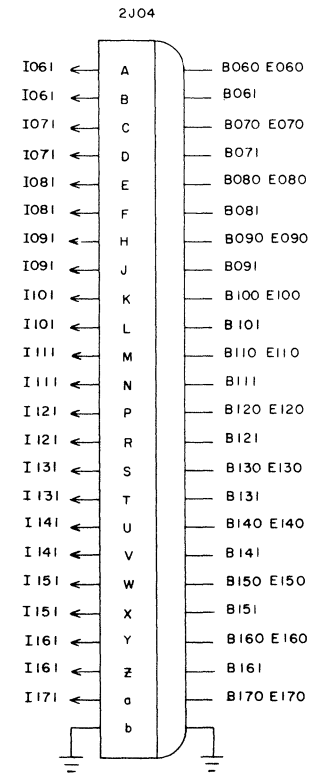 2J04
I061 A B060 E060
I061 B B061
I071 C B070 E070
I071 D B071
I081 E B080 E080
I081 F B081
I091 H B090 E090
I091 J B091
I101 K B100 E100
I101 L B101
I111 M B110 E110
I111 N B111
I121 P B120 E120
I121 R B121
I131 S B130 E130
I131 T B131
I141 U B140 E140
I141 V B141
I151 W B150 E150
I151 X B151
I161 Y B160 E160
I161 Z B161
I171 a B170 E170
b